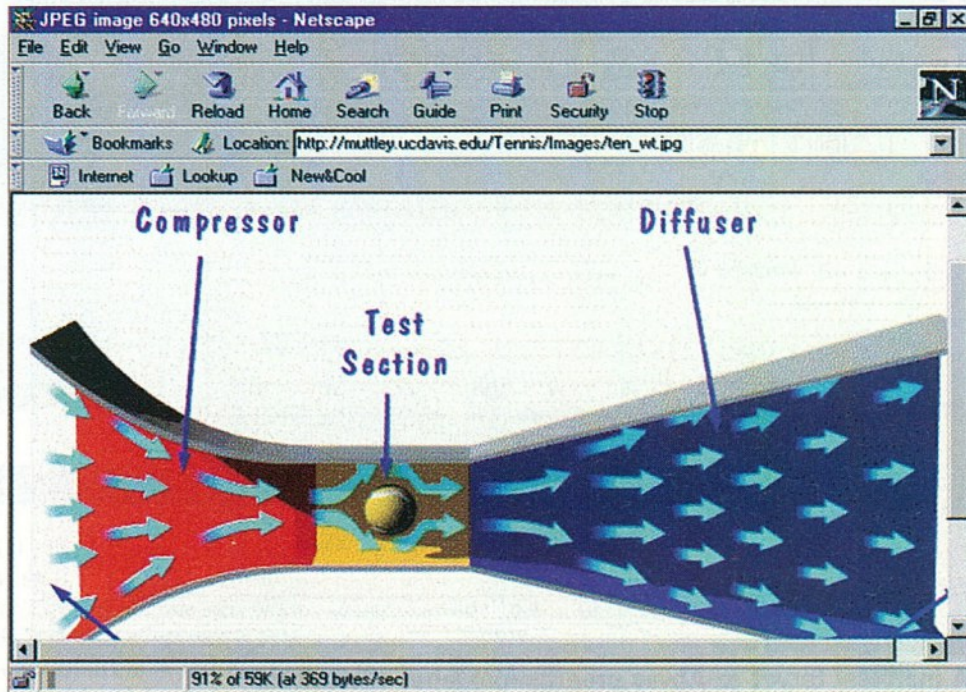 JPEG image 640x480 pixels - Netscape
File Edit View Go Window Help
Back Forward Reload Home Search Guide Print Security Stop
N
Bookmarks Location: http://muttley.ucdavis.edu/Tennis/Images/ten_wt.jpg
Internet Lookup New&Cool
Compressor
Diffuser
Test
Section
91% of 59K (at 369 bytes/sec)